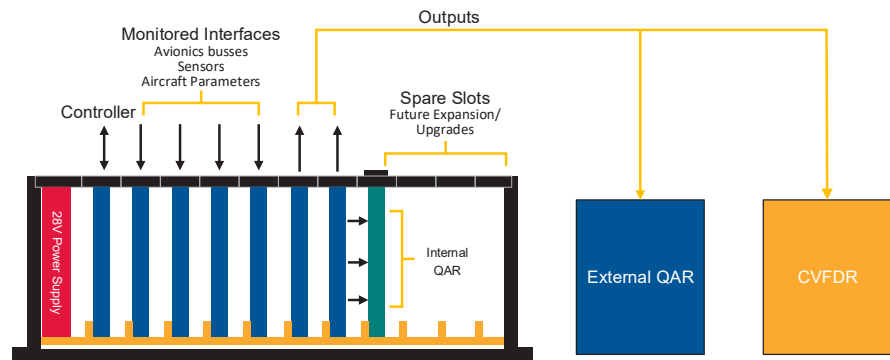 Outputs
Monitored Interfaces
Avionics busses
Sensors
Aircraft Parameters
Controller
Spare Slots
Future Expansion/
Upgrades
28V Power Supply
Internal
QAR
External QAR
CVFDR